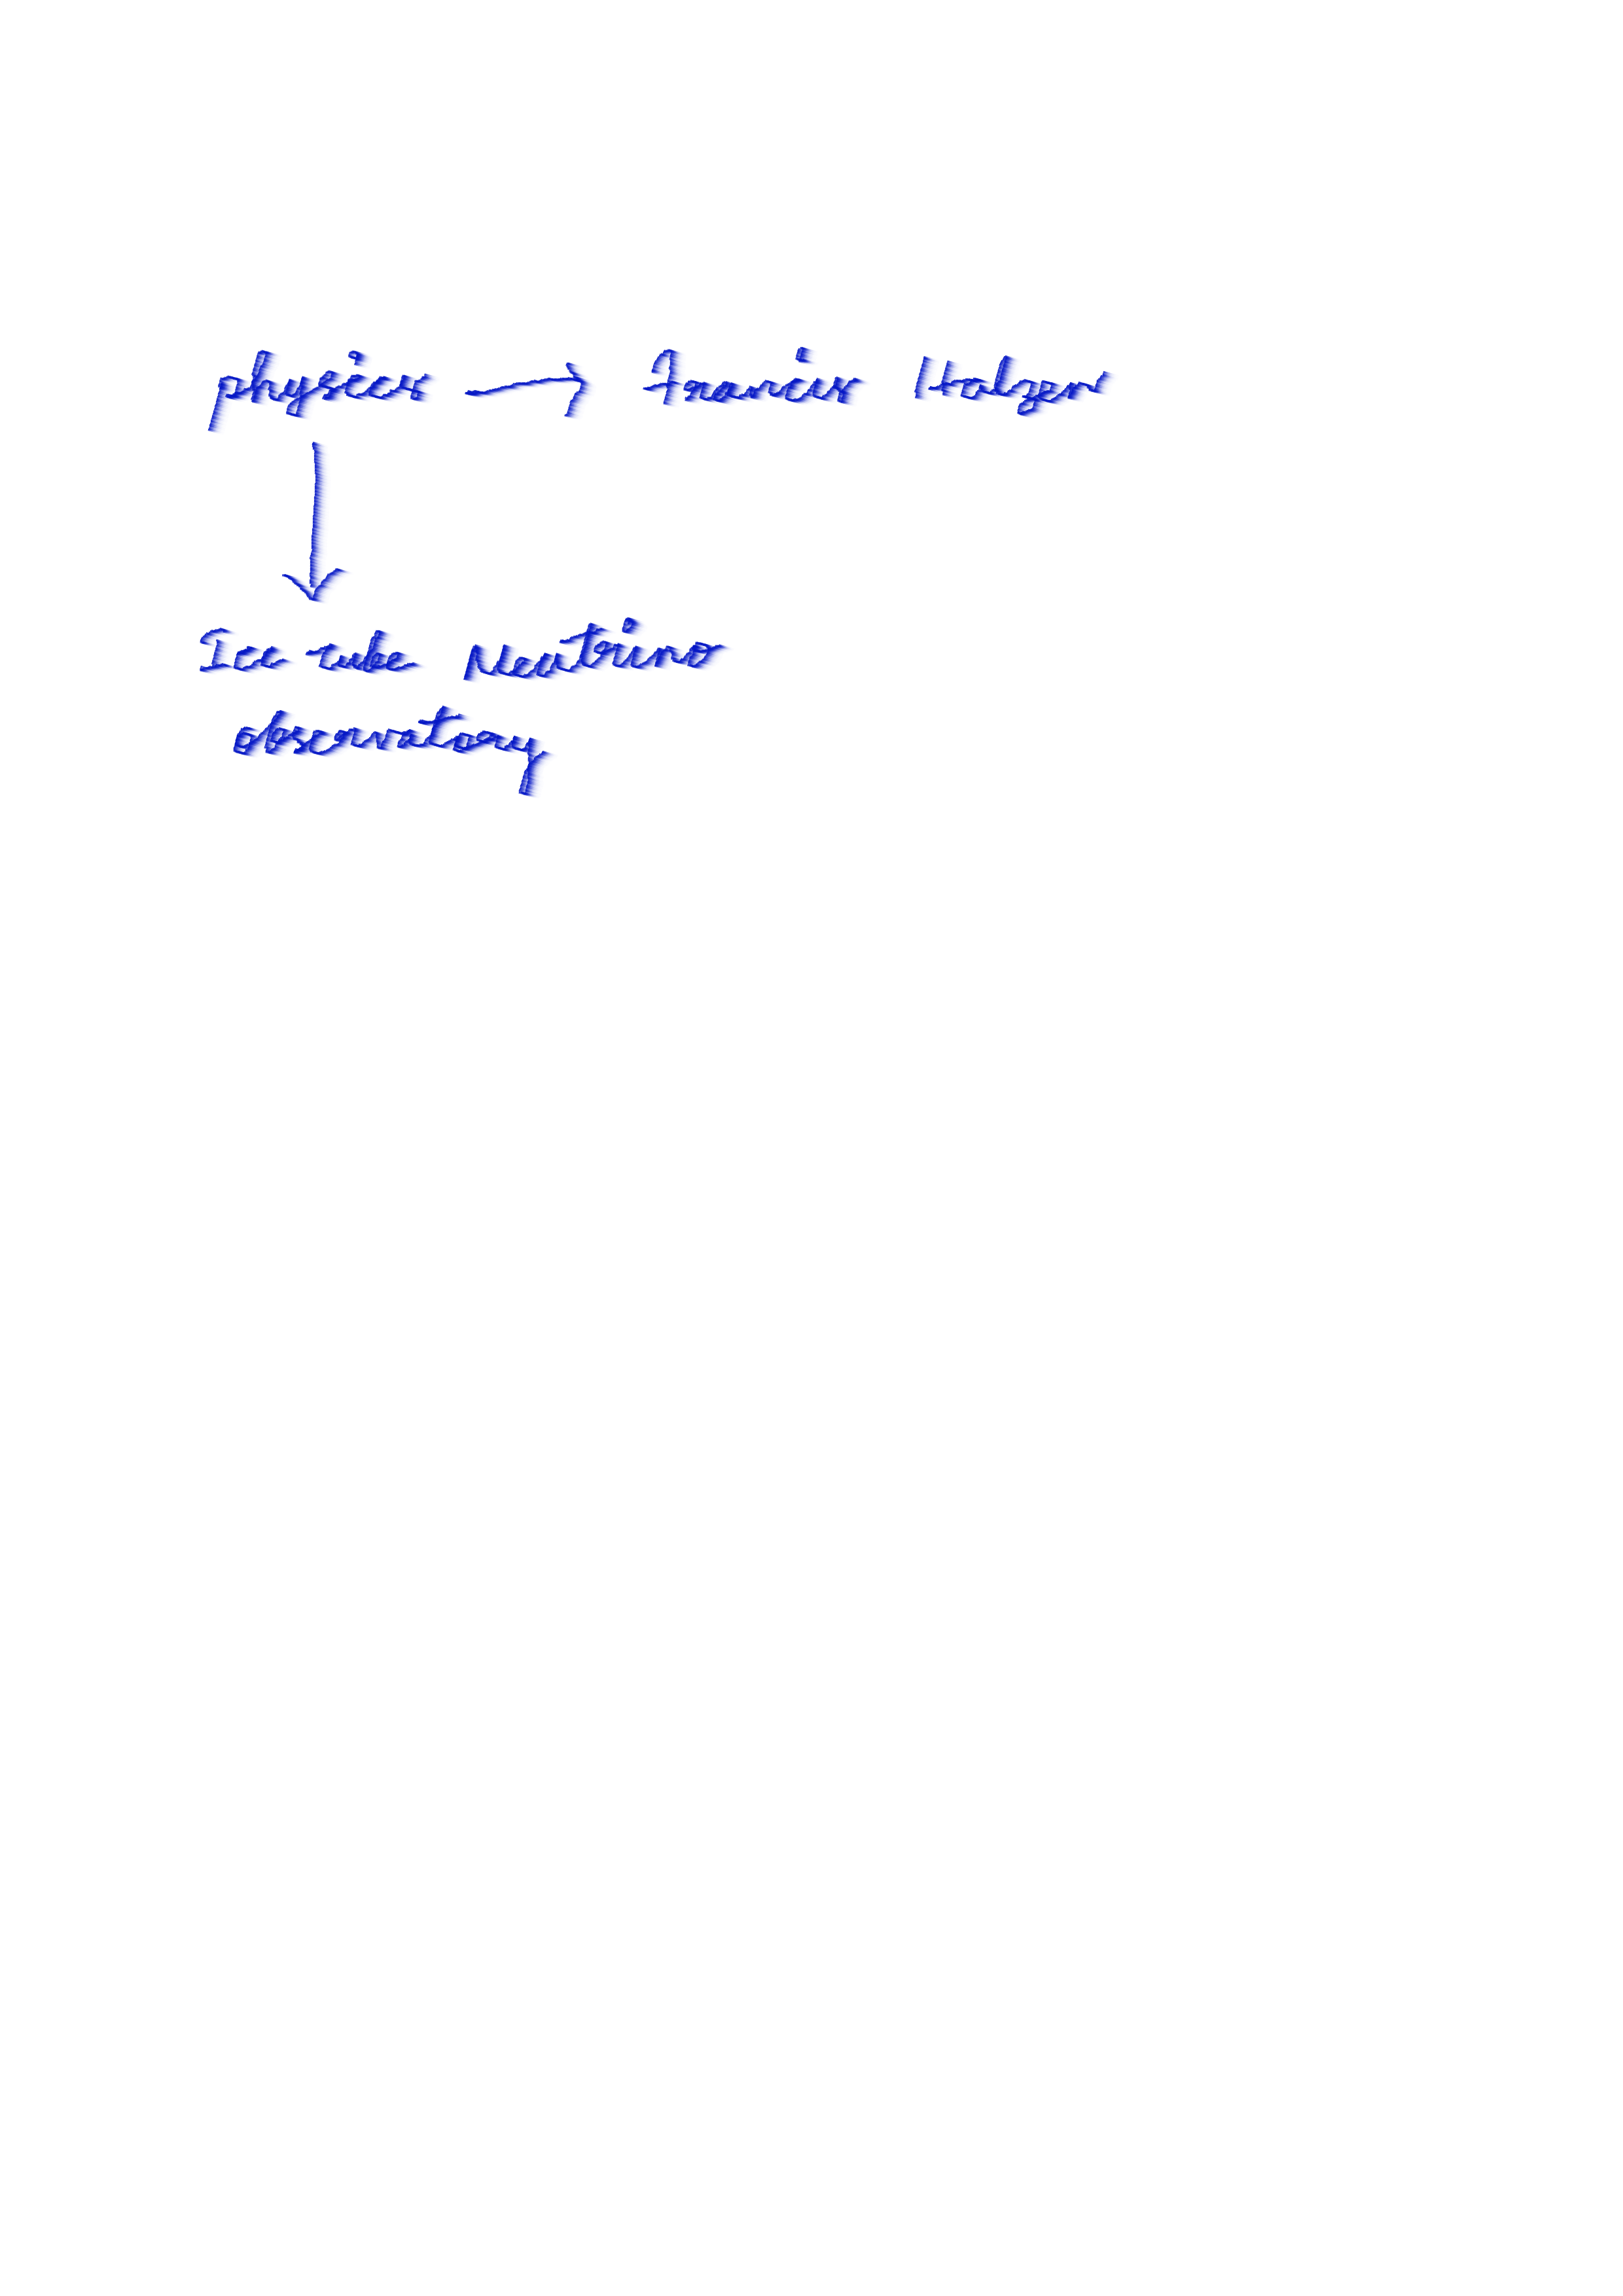 physics → Francis Halzen
Ice cube Neutrino
observatory